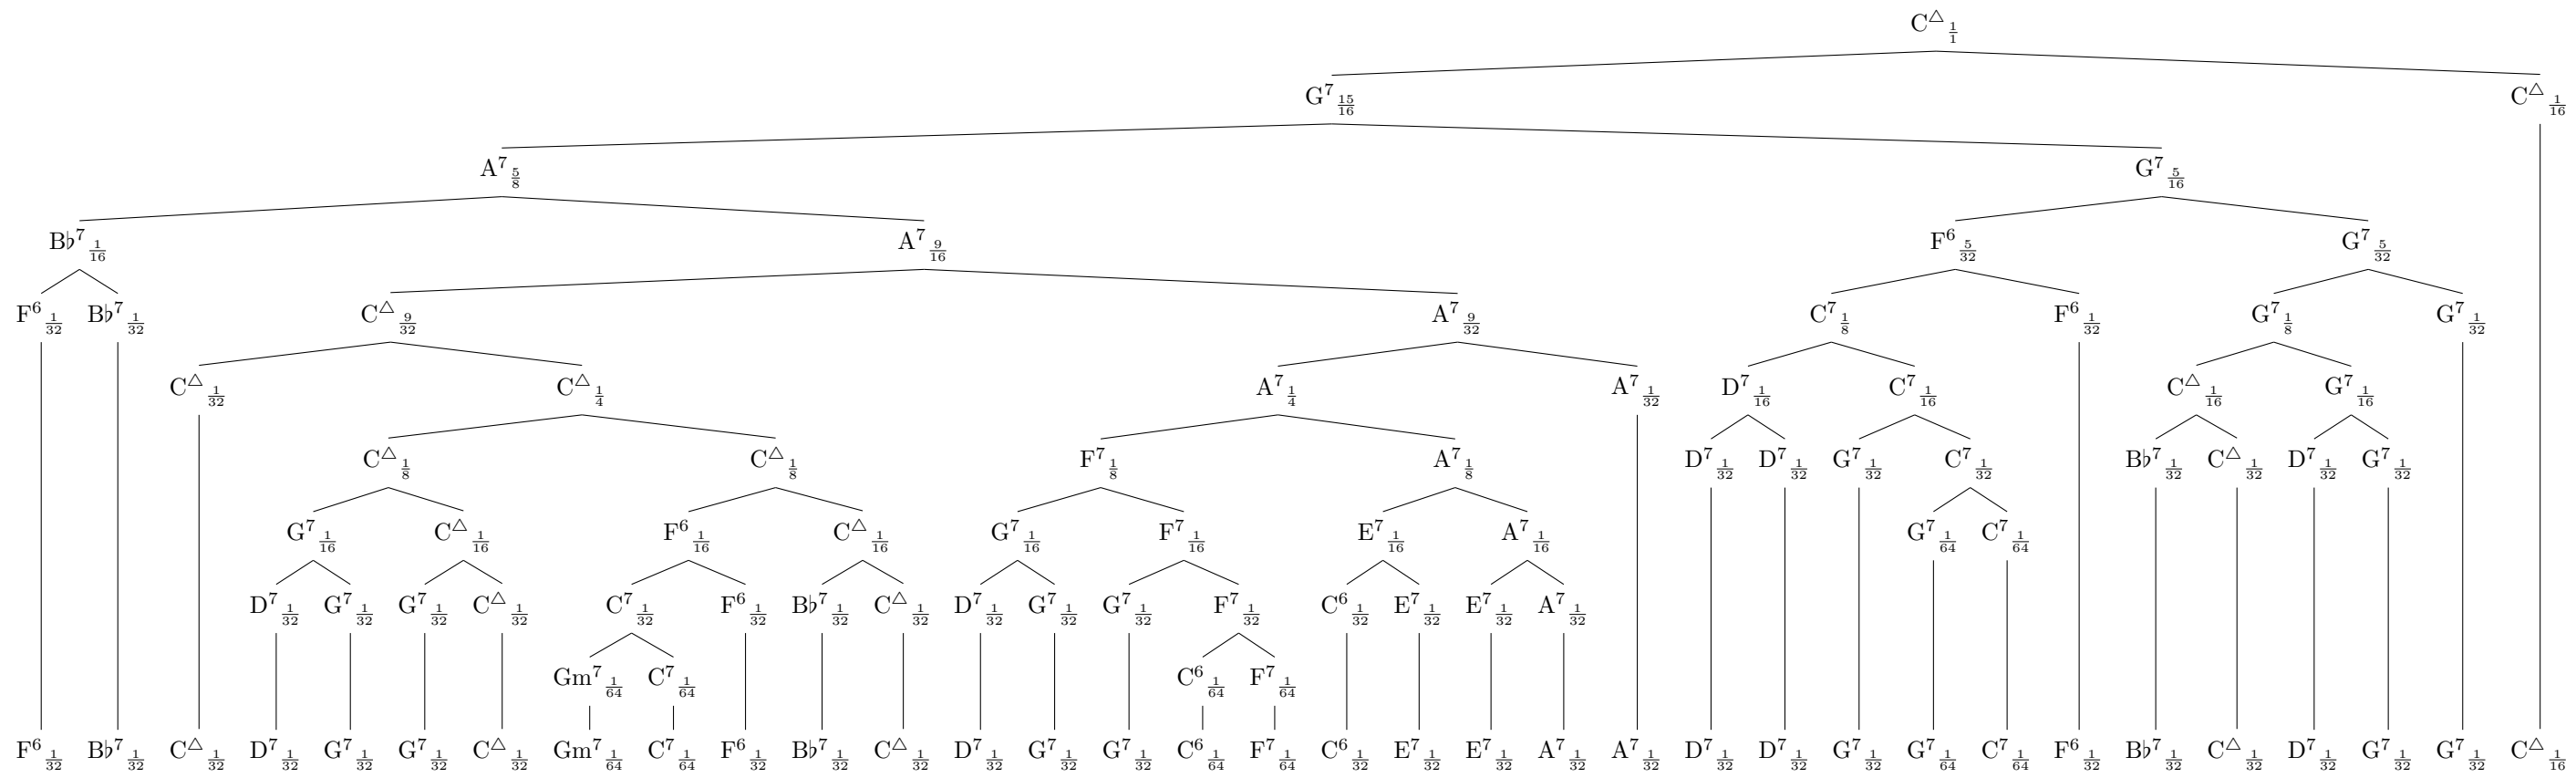 C△ 1/1
G7 15/16 C△ 1/16
A7 5/8 G7 5/16
B♭7 1/16 A7 9/16 F6 5/32 G7 5/32
F6 1/32 B♭7 1/32 C△ 9/32 A7 9/32 C7 1/8 F6 1/32 G7 1/8 G7 1/32
C△ 1/32 C△ 1/4 A7 1/4 A7 1/32 D7 1/16 C7 1/16 C△ 1/16 G7 1/16
C△ 1/8 C△ 1/8 F7 1/8 A7 1/8 D7 1/32 D7 1/32 G7 1/32 C7 1/32 B♭7 1/32 C△ 1/32 D7 1/32 G7 1/32
G7 1/16 C△ 1/16 F6 1/16 C△ 1/16 G7 1/16 F7 1/16 E7 1/16 A7 1/16 G7 1/64 C7 1/64
D7 1/32 G7 1/32 G7 1/32 C△ 1/32 C7 1/32 F6 1/32 B♭7 1/32 C△ 1/32 D7 1/32 G7 1/32 G7 1/32 F7 1/32 C6 1/32 E7 1/32 E7 1/32 A7 1/32
Gm7 1/64 C7 1/64 C6 1/64 F7 1/64
F6 1/32 B♭7 1/32 C△ 1/32 D7 1/32 G7 1/32 G7 1/32 C△ 1/32 Gm7 1/64 C7 1/64 F6 1/32 B♭7 1/32 C△ 1/32 D7 1/32 G7 1/32 G7 1/32 C6 1/64 F7 1/64 C6 1/32 E7 1/32 E7 1/32 A7 1/32 A7 1/32 D7 1/32 D7 1/32 G7 1/32 G7 1/64 C7 1/64 F6 1/32 B♭7 1/32 C△ 1/32 D7 1/32 G7 1/32 G7 1/32 C△ 1/16